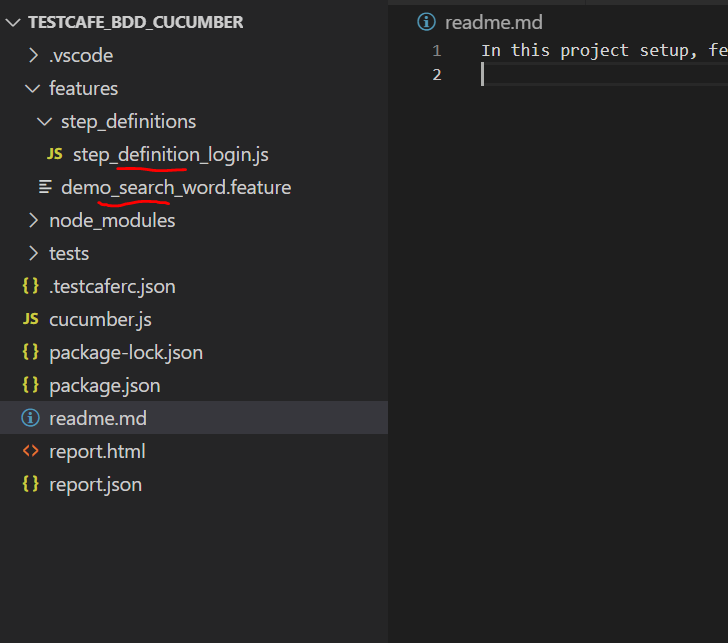 TESTCAFE_BDD_CUCUMBER
.vscode
features
step_definitions
JS step_definition_login.js
demo_search_word.feature
node_modules
tests
{} .testcaferc.json
JS cucumber.js
{} package-lock.json
{} package.json
readme.md
<> report.html
{} report.json
readme.md
1 In this project setup, fe
2